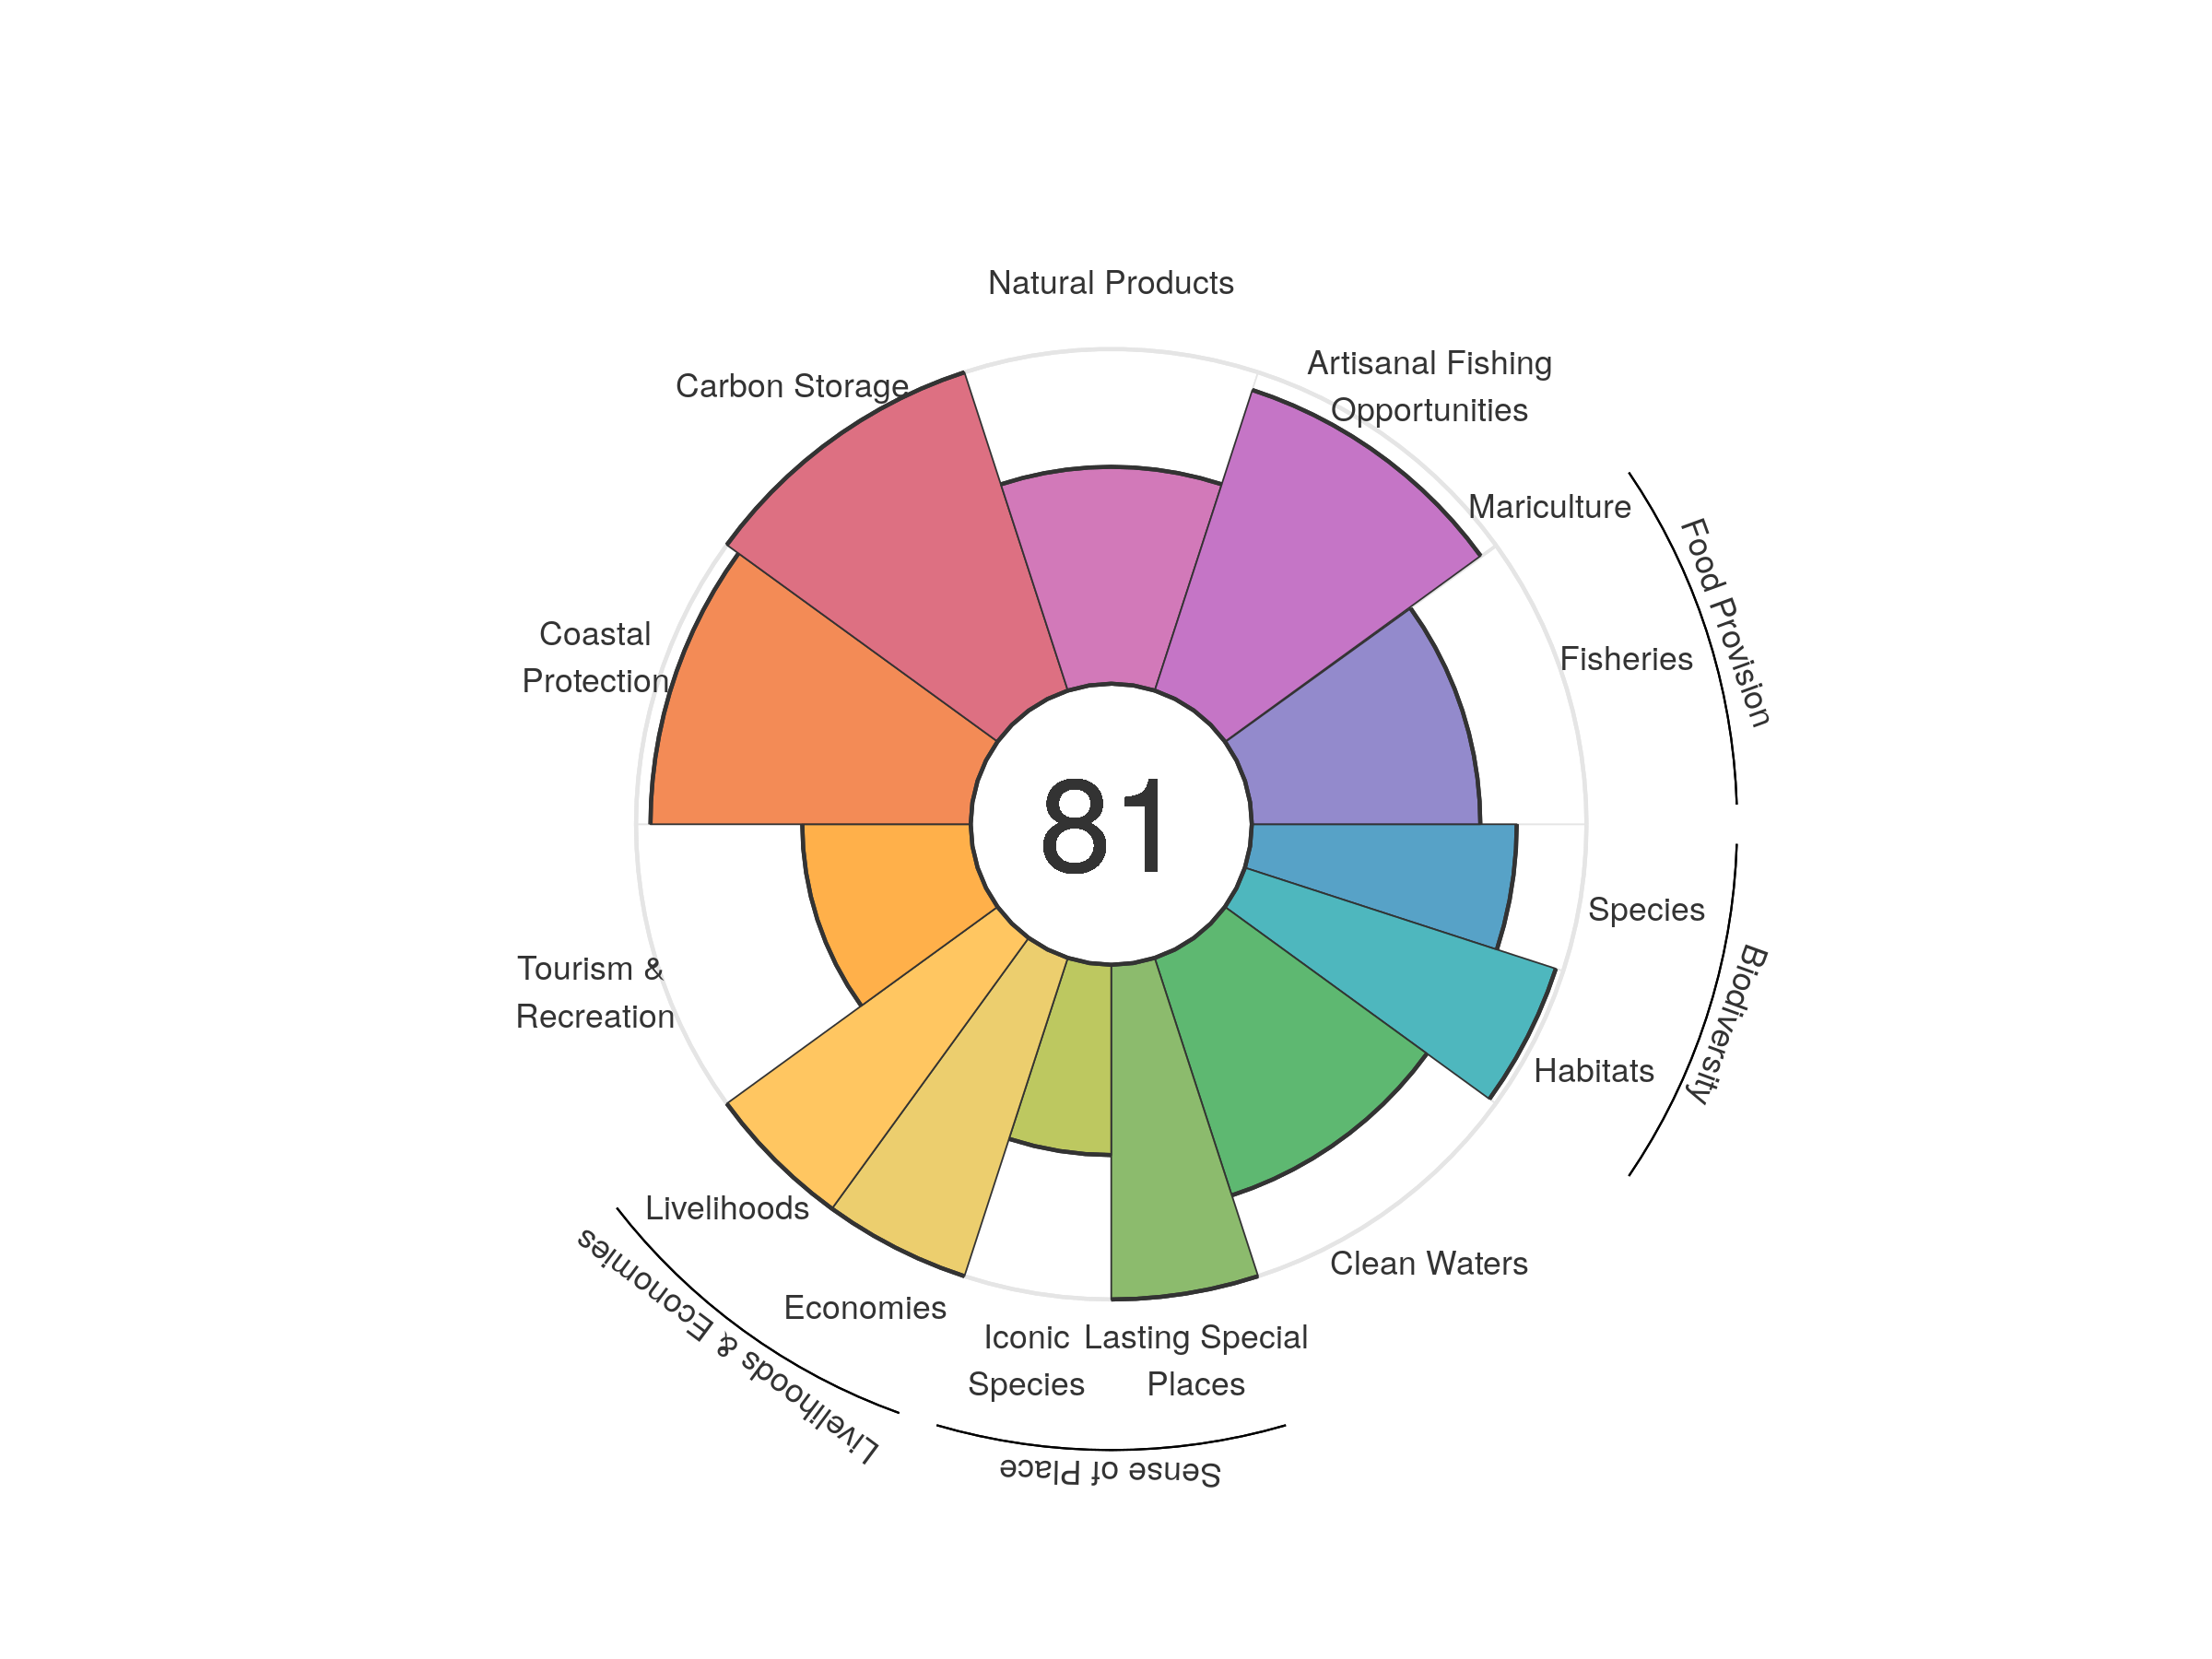 Natural Products
Artisanal Fishing
Opportunities
Carbon Storage
Mariculture
Food Provision
Coastal
Protection
Fisheries
81
Species
Biodiversity
Tourism &
Recreation
Habitats
Livelihoods
Clean Waters
Livelihoods & Economies
Economies
Iconic
Species
Lasting Special
Places
Sense of Place